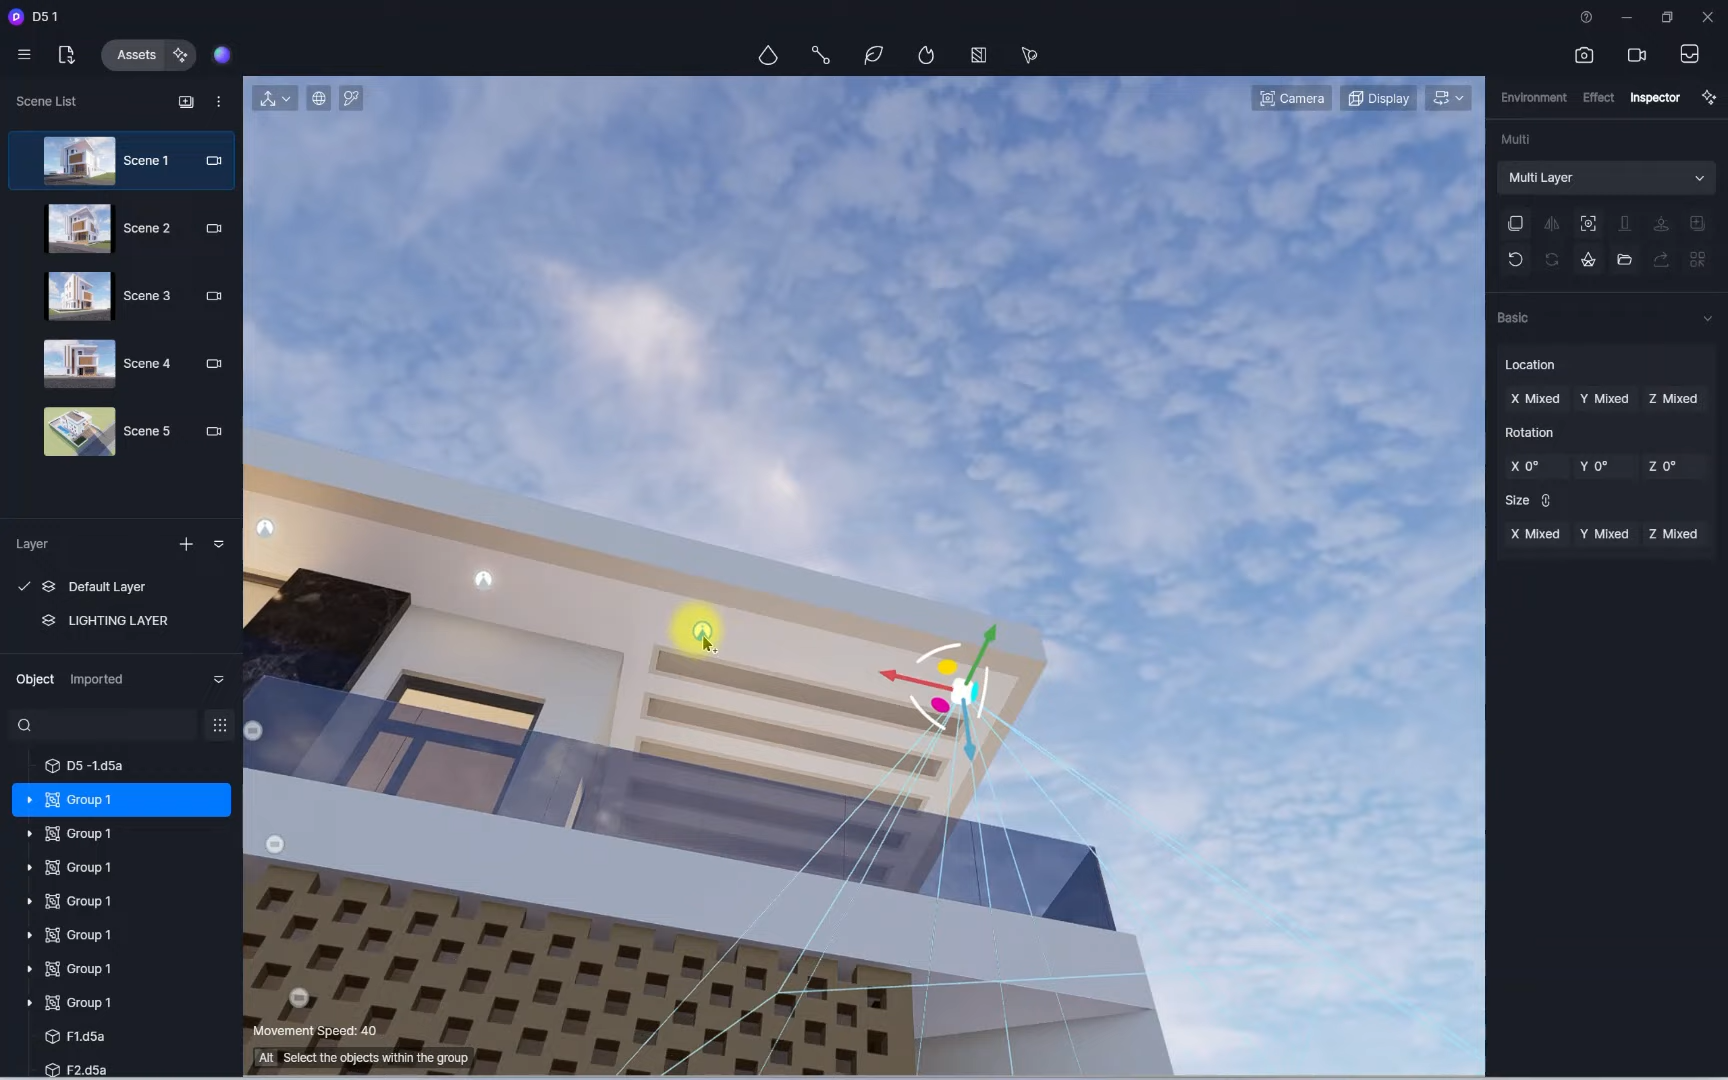 D5 1
Assets
Scene List
Scene 1
Scene 2
Scene 3
Scene 4
Scene 5
Layer
Default Layer
LIGHTING LAYER
Object Imported
D5 -1.d5a
Group 1
Group 1
Group 1
Group 1
Group 1
Group 1
Group 1
F1.d5a
F2.d5a
Camera
Display
Movement Speed: 40
Alt Select the objects within the group
Environment Effect Inspector
Multi
Multi Layer
Basic
Location
X Mixed Y Mixed Z Mixed
Rotation
X 0° Y 0° Z 0°
Size
X Mixed Y Mixed Z Mixed